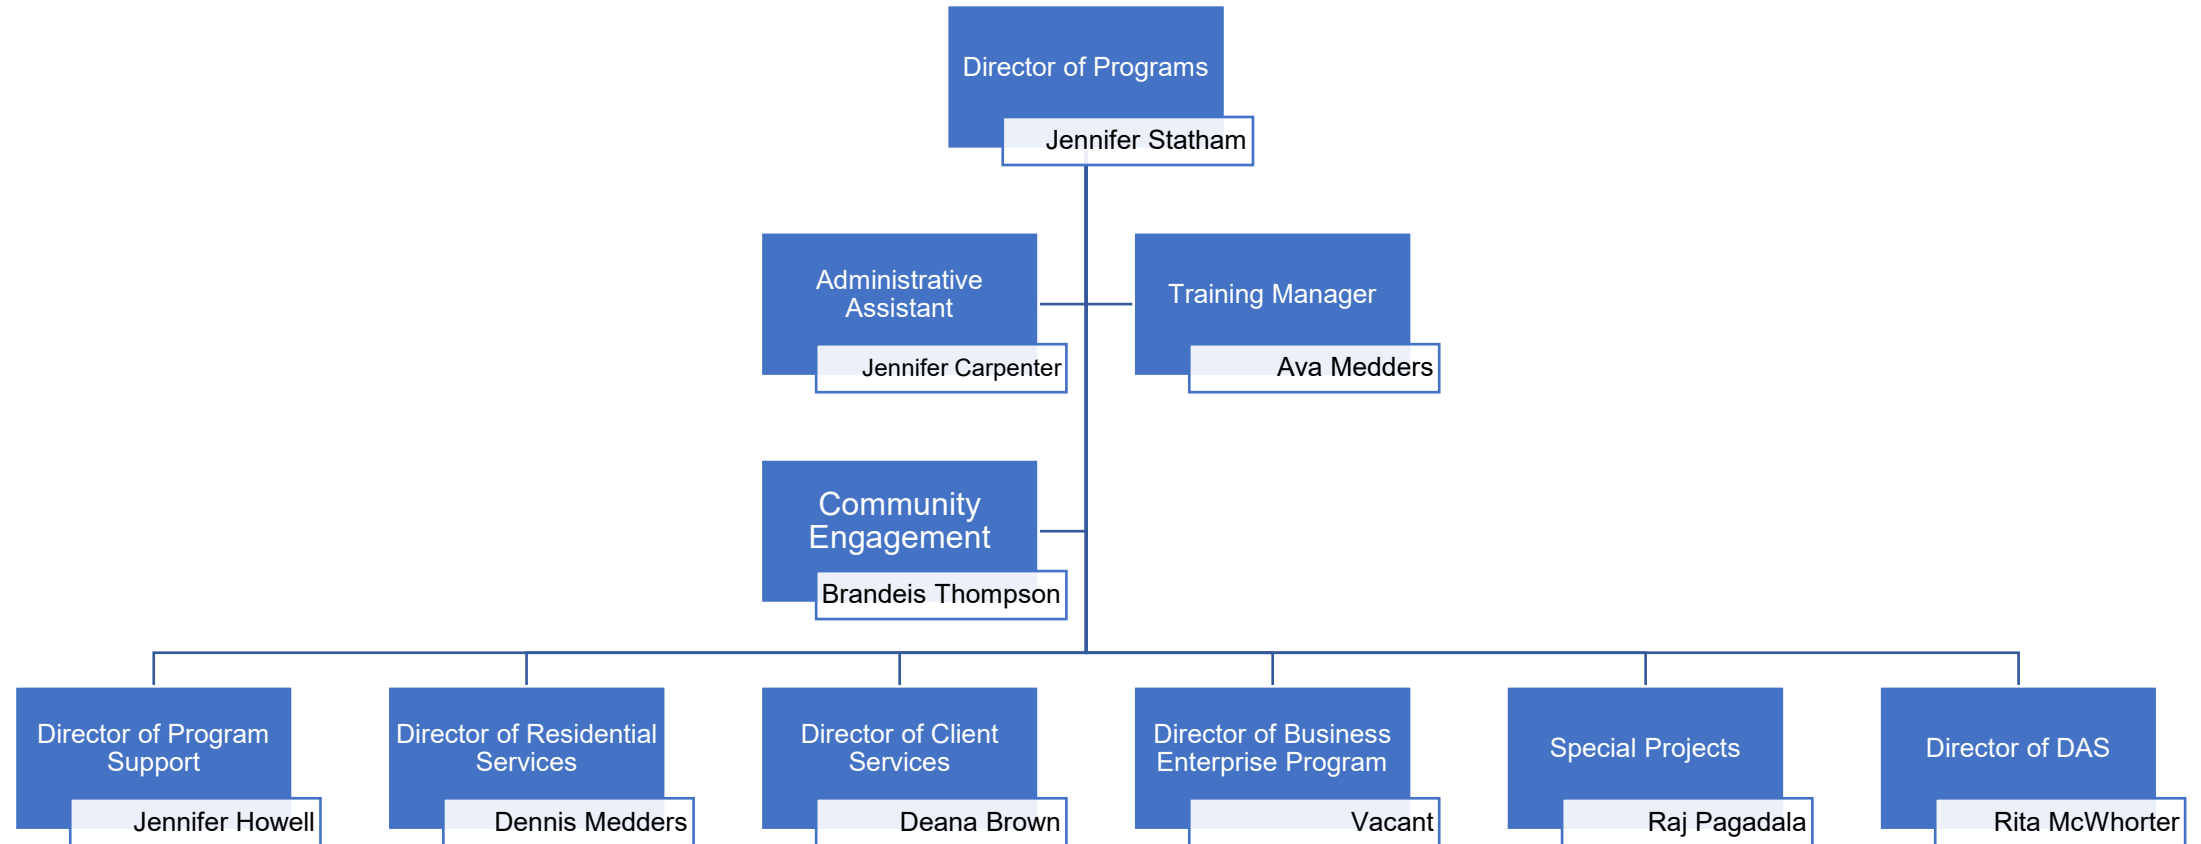 Director of Programs
Jennifer Statham
Administrative
Assistant
Jennifer Carpenter
Training Manager
Ava Medders
Community
Engagement
Brandeis Thompson
Director of Program
Support
Jennifer Howell
Director of Residential
Services
Dennis Medders
Director of Client
Services
Deana Brown
Director of Business
Enterprise Program
Vacant
Special Projects
Raj Pagadala
Director of DAS
Rita McWhorter